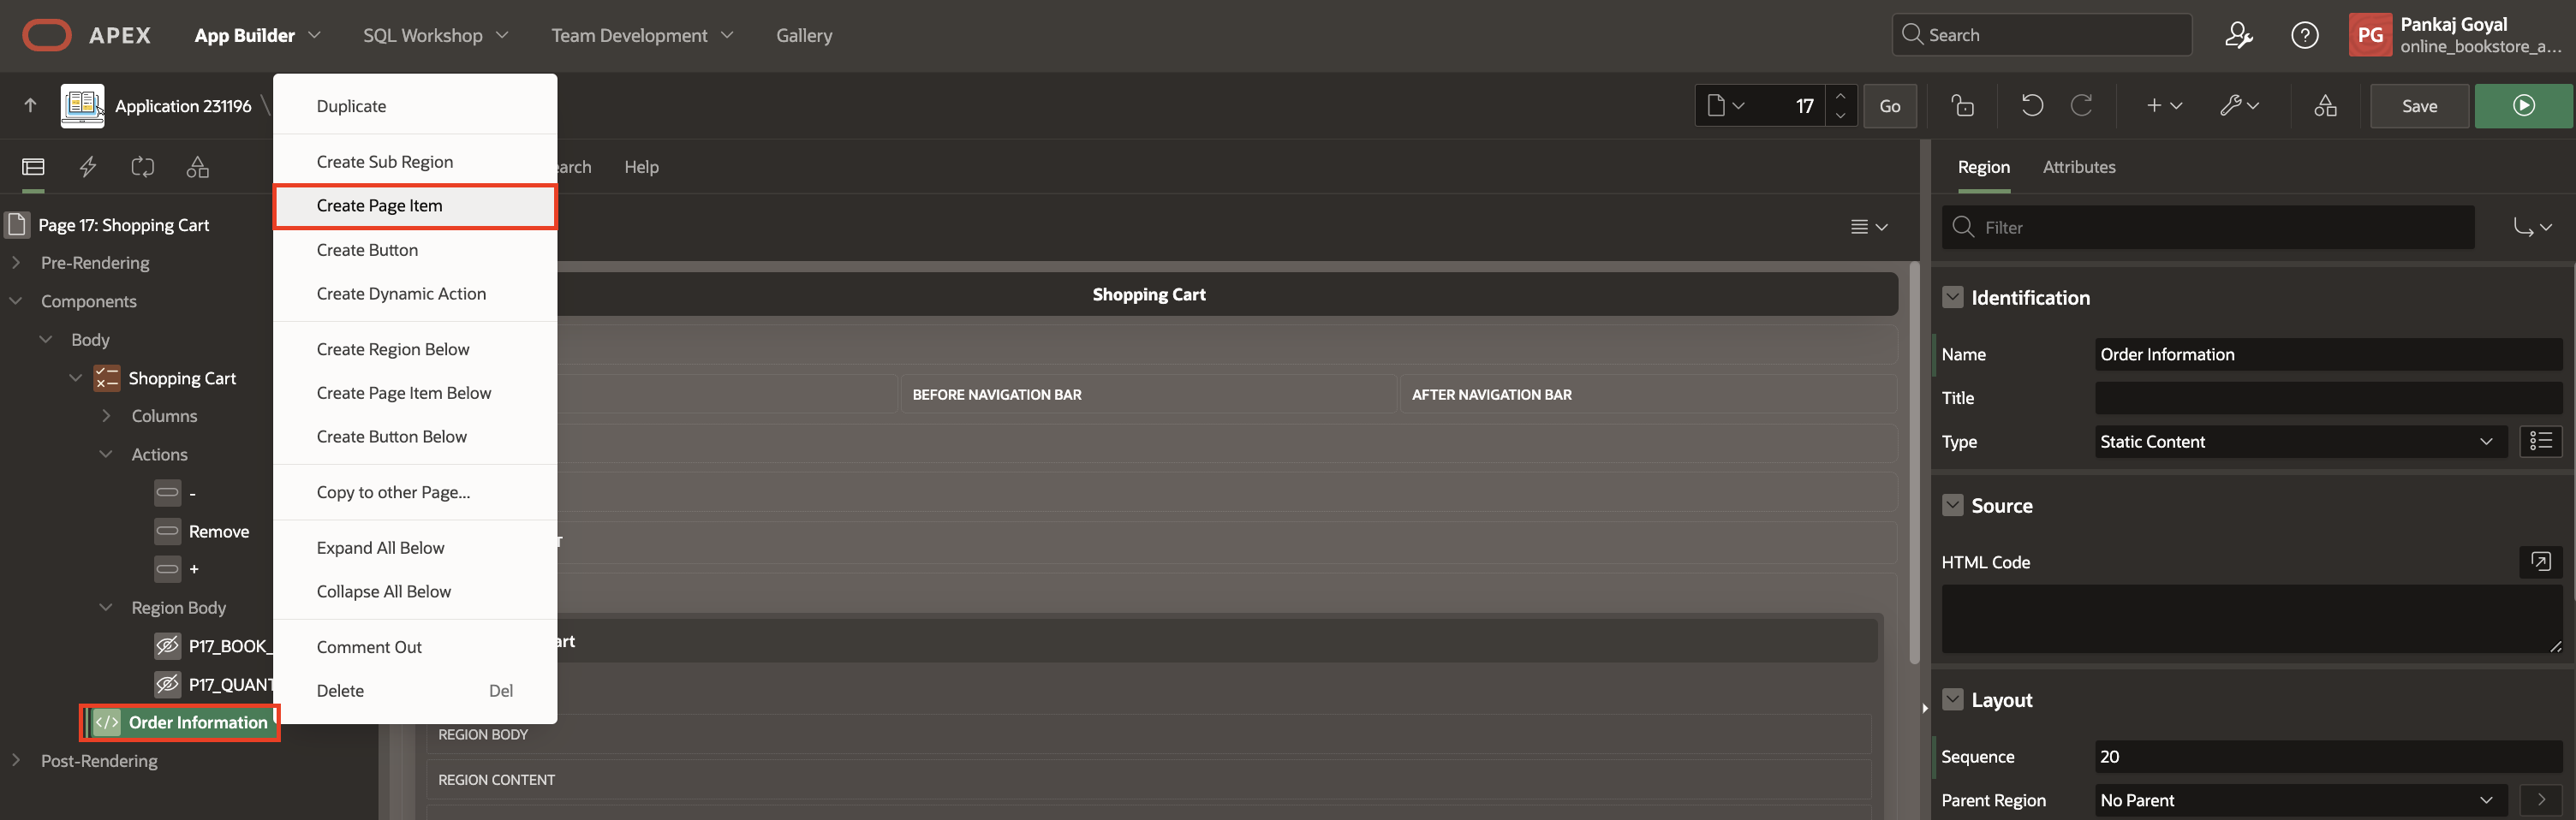 APEX App Builder SQL Workshop Team Development Gallery Search PG Pankaj Goyal
online_bookstore_a...
Application 231196 \ 17 Go Save
Duplicate
Create Sub Region
Create Page Item
Create Button
Create Dynamic Action
Create Region Below
Create Page Item Below
Create Button Below
Copy to other Page...
Expand All Below
Collapse All Below
Comment Out
Delete Del
Page 17: Shopping Cart
Pre-Rendering
Components
Body
Shopping Cart
Columns
Actions
-
Remove
+
Region Body
P17_BOOK_
P17_QUANT
Order Information
Post-Rendering
earch Help
Shopping Cart
BEFORE NAVIGATION BAR AFTER NAVIGATION BAR
T
art
REGION BODY
REGION CONTENT
Region Attributes
Filter
Identification
Name Order Information
Title
Type Static Content
Source
HTML Code
Layout
Sequence 20
Parent Region No Parent